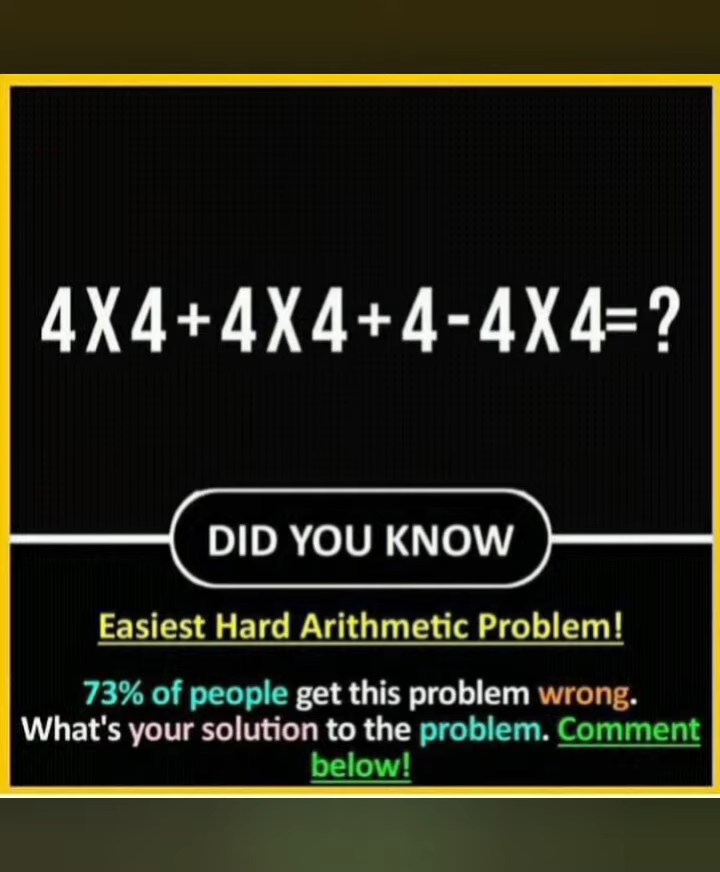 4X4+4X4+4-4X4=?
DID YOU KNOW
Easiest Hard Arithmetic Problem!
73% of people get this problem wrong.
What's your solution to the problem. Comment
below!